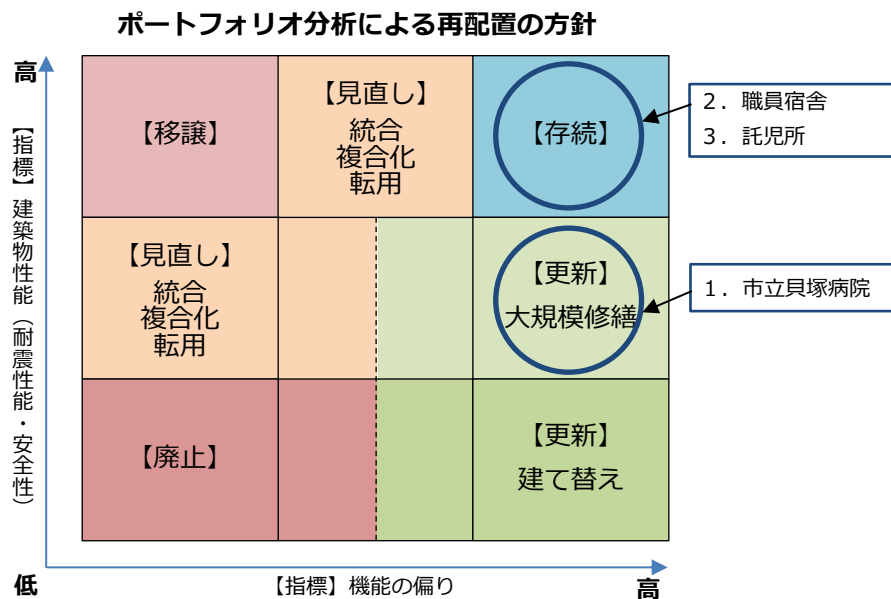 ポートフォリオ分析による再配置の方針
高
【指標】建築物性能（耐震性能・安全性）
【移譲】
【見直し】
統合
複合化
転用
【存続】
2．職員宿舎
3．託児所
【見直し】
統合
複合化
転用
【更新】
大規模修繕
1．市立貝塚病院
【廃止】
【更新】
建て替え
低
【指標】機能の偏り
高